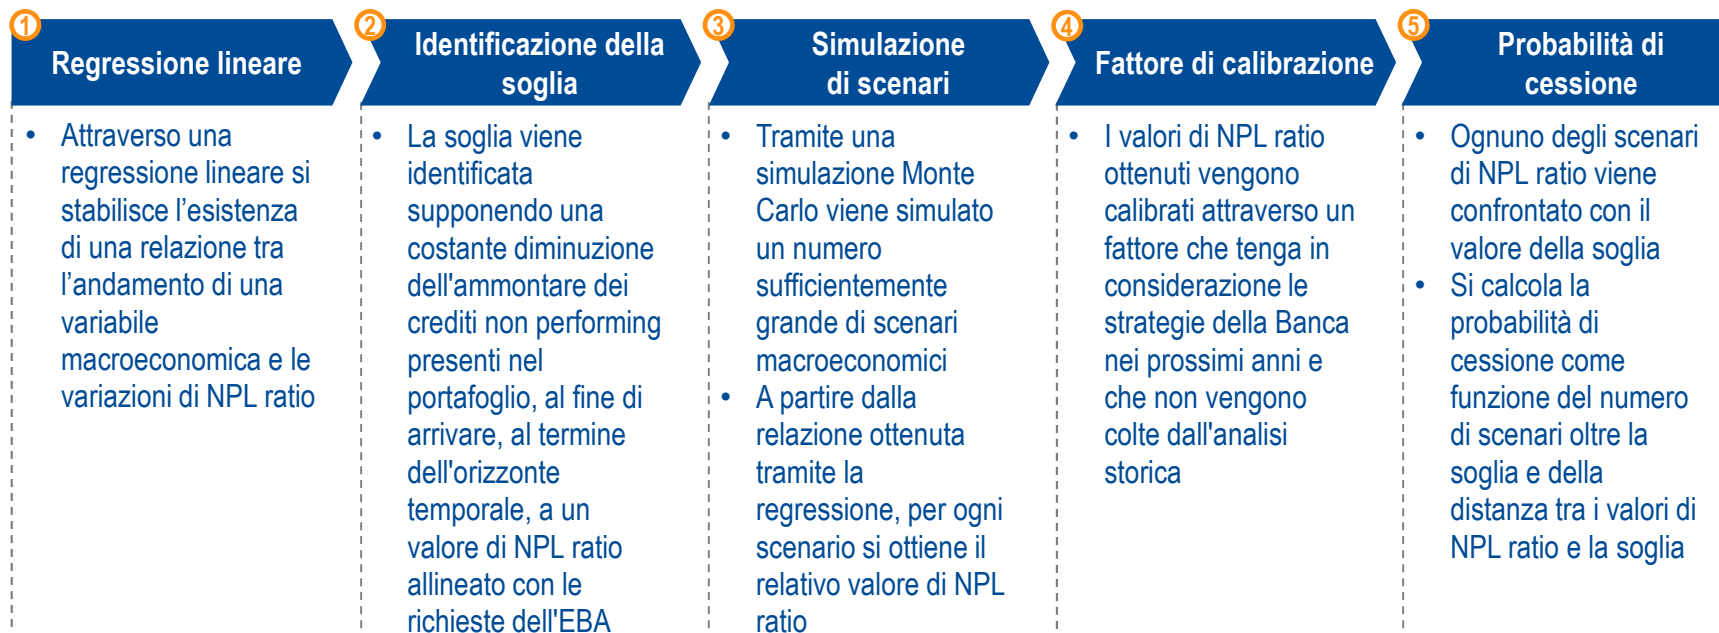 1
Regressione lineare
• Attraverso una
regressione lineare si
stabilisce l’esistenza
di una relazione tra
l’andamento di una
variabile
macroeconomica e le
variazioni di NPL ratio
2
Identificazione della
soglia
• La soglia viene
identificata
supponendo una
costante diminuzione
dell'ammontare dei
crediti non performing
presenti nel
portafoglio, al fine di
arrivare, al termine
dell'orizzonte
temporale, a un
valore di NPL ratio
allineato con le
richieste dell'EBA
3
Simulazione
di scenari
• Tramite una
simulazione Monte
Carlo viene simulato
un numero
sufficientemente
grande di scenari
macroeconomici
• A partire dalla
relazione ottenuta
tramite la
regressione, per ogni
scenario si ottiene il
relativo valore di NPL
ratio
4
Fattore di calibrazione
• I valori di NPL ratio
ottenuti vengono
calibrati attraverso un
fattore che tenga in
considerazione le
strategie della Banca
nei prossimi anni e
che non vengono
colte dall'analisi
storica
5
Probabilità di
cessione
• Ognuno degli scenari
di NPL ratio viene
confrontato con il
valore della soglia
• Si calcola la
probabilità di
cessione come
funzione del numero
di scenari oltre la
soglia e della
distanza tra i valori di
NPL ratio e la soglia